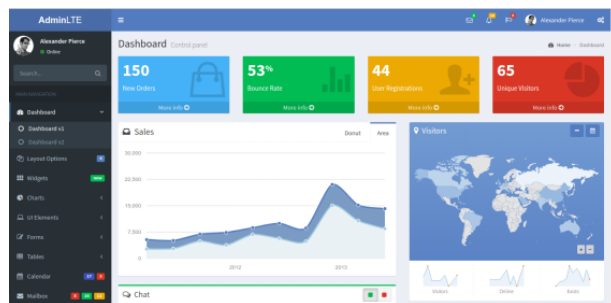 AdminLTE
Alexander Pierce
Alexander Pierce
Online
Search...
MAIN NAVIGATION
Dashboard
Dashboard v1
Dashboard v2
Layout Options
Widgets
new
Charts
UI Elements
Forms
Tables
Calendar
Mailbox
Dashboard Control panel
Home
Dashboard
150
New Orders
More info
53%
Bounce Rate
More info
44
User Registrations
More info
65
Unique Visitors
More info
Sales
Donut
Area
30,000
22,500
15,000
7,500
0
2012
2013
Visitors
Visitors
Online
Exists
Chat